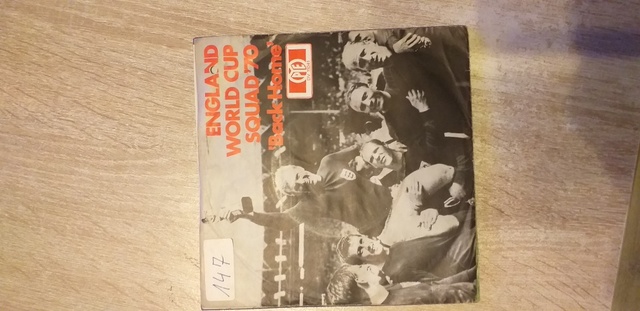 ENGLAND
WORLD CUP
SQUAD '70
"Back Home"
PYE
147